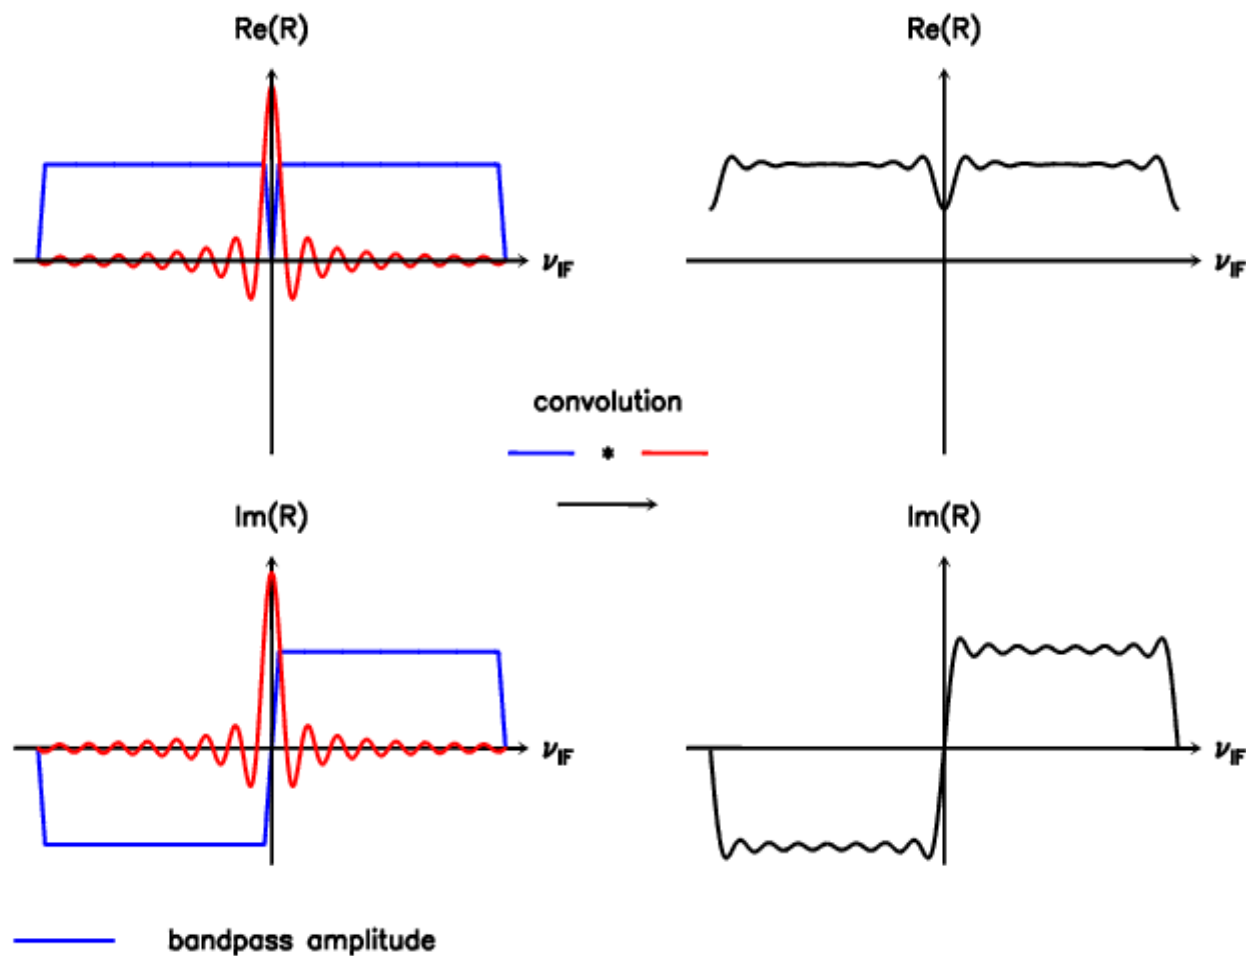 Re(R)
Re(R)
ν_IF
ν_IF
convolution
*
Im(R)
Im(R)
ν_IF
ν_IF
bandpass amplitude